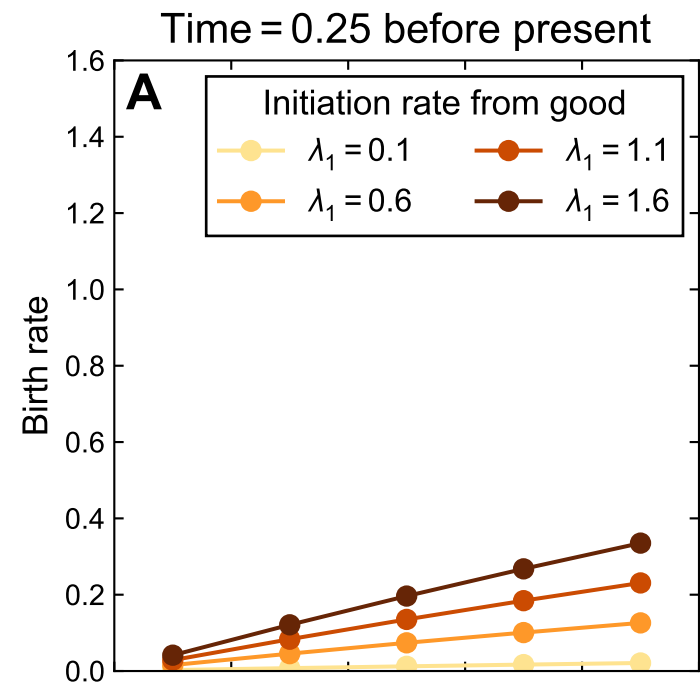 Time = 0.25 before present
A
Initiation rate from good
λ1 = 0.1
λ1 = 1.1
λ1 = 0.6
λ1 = 1.6
Birth rate
1.6
1.4
1.2
1.0
0.8
0.6
0.4
0.2
0.0